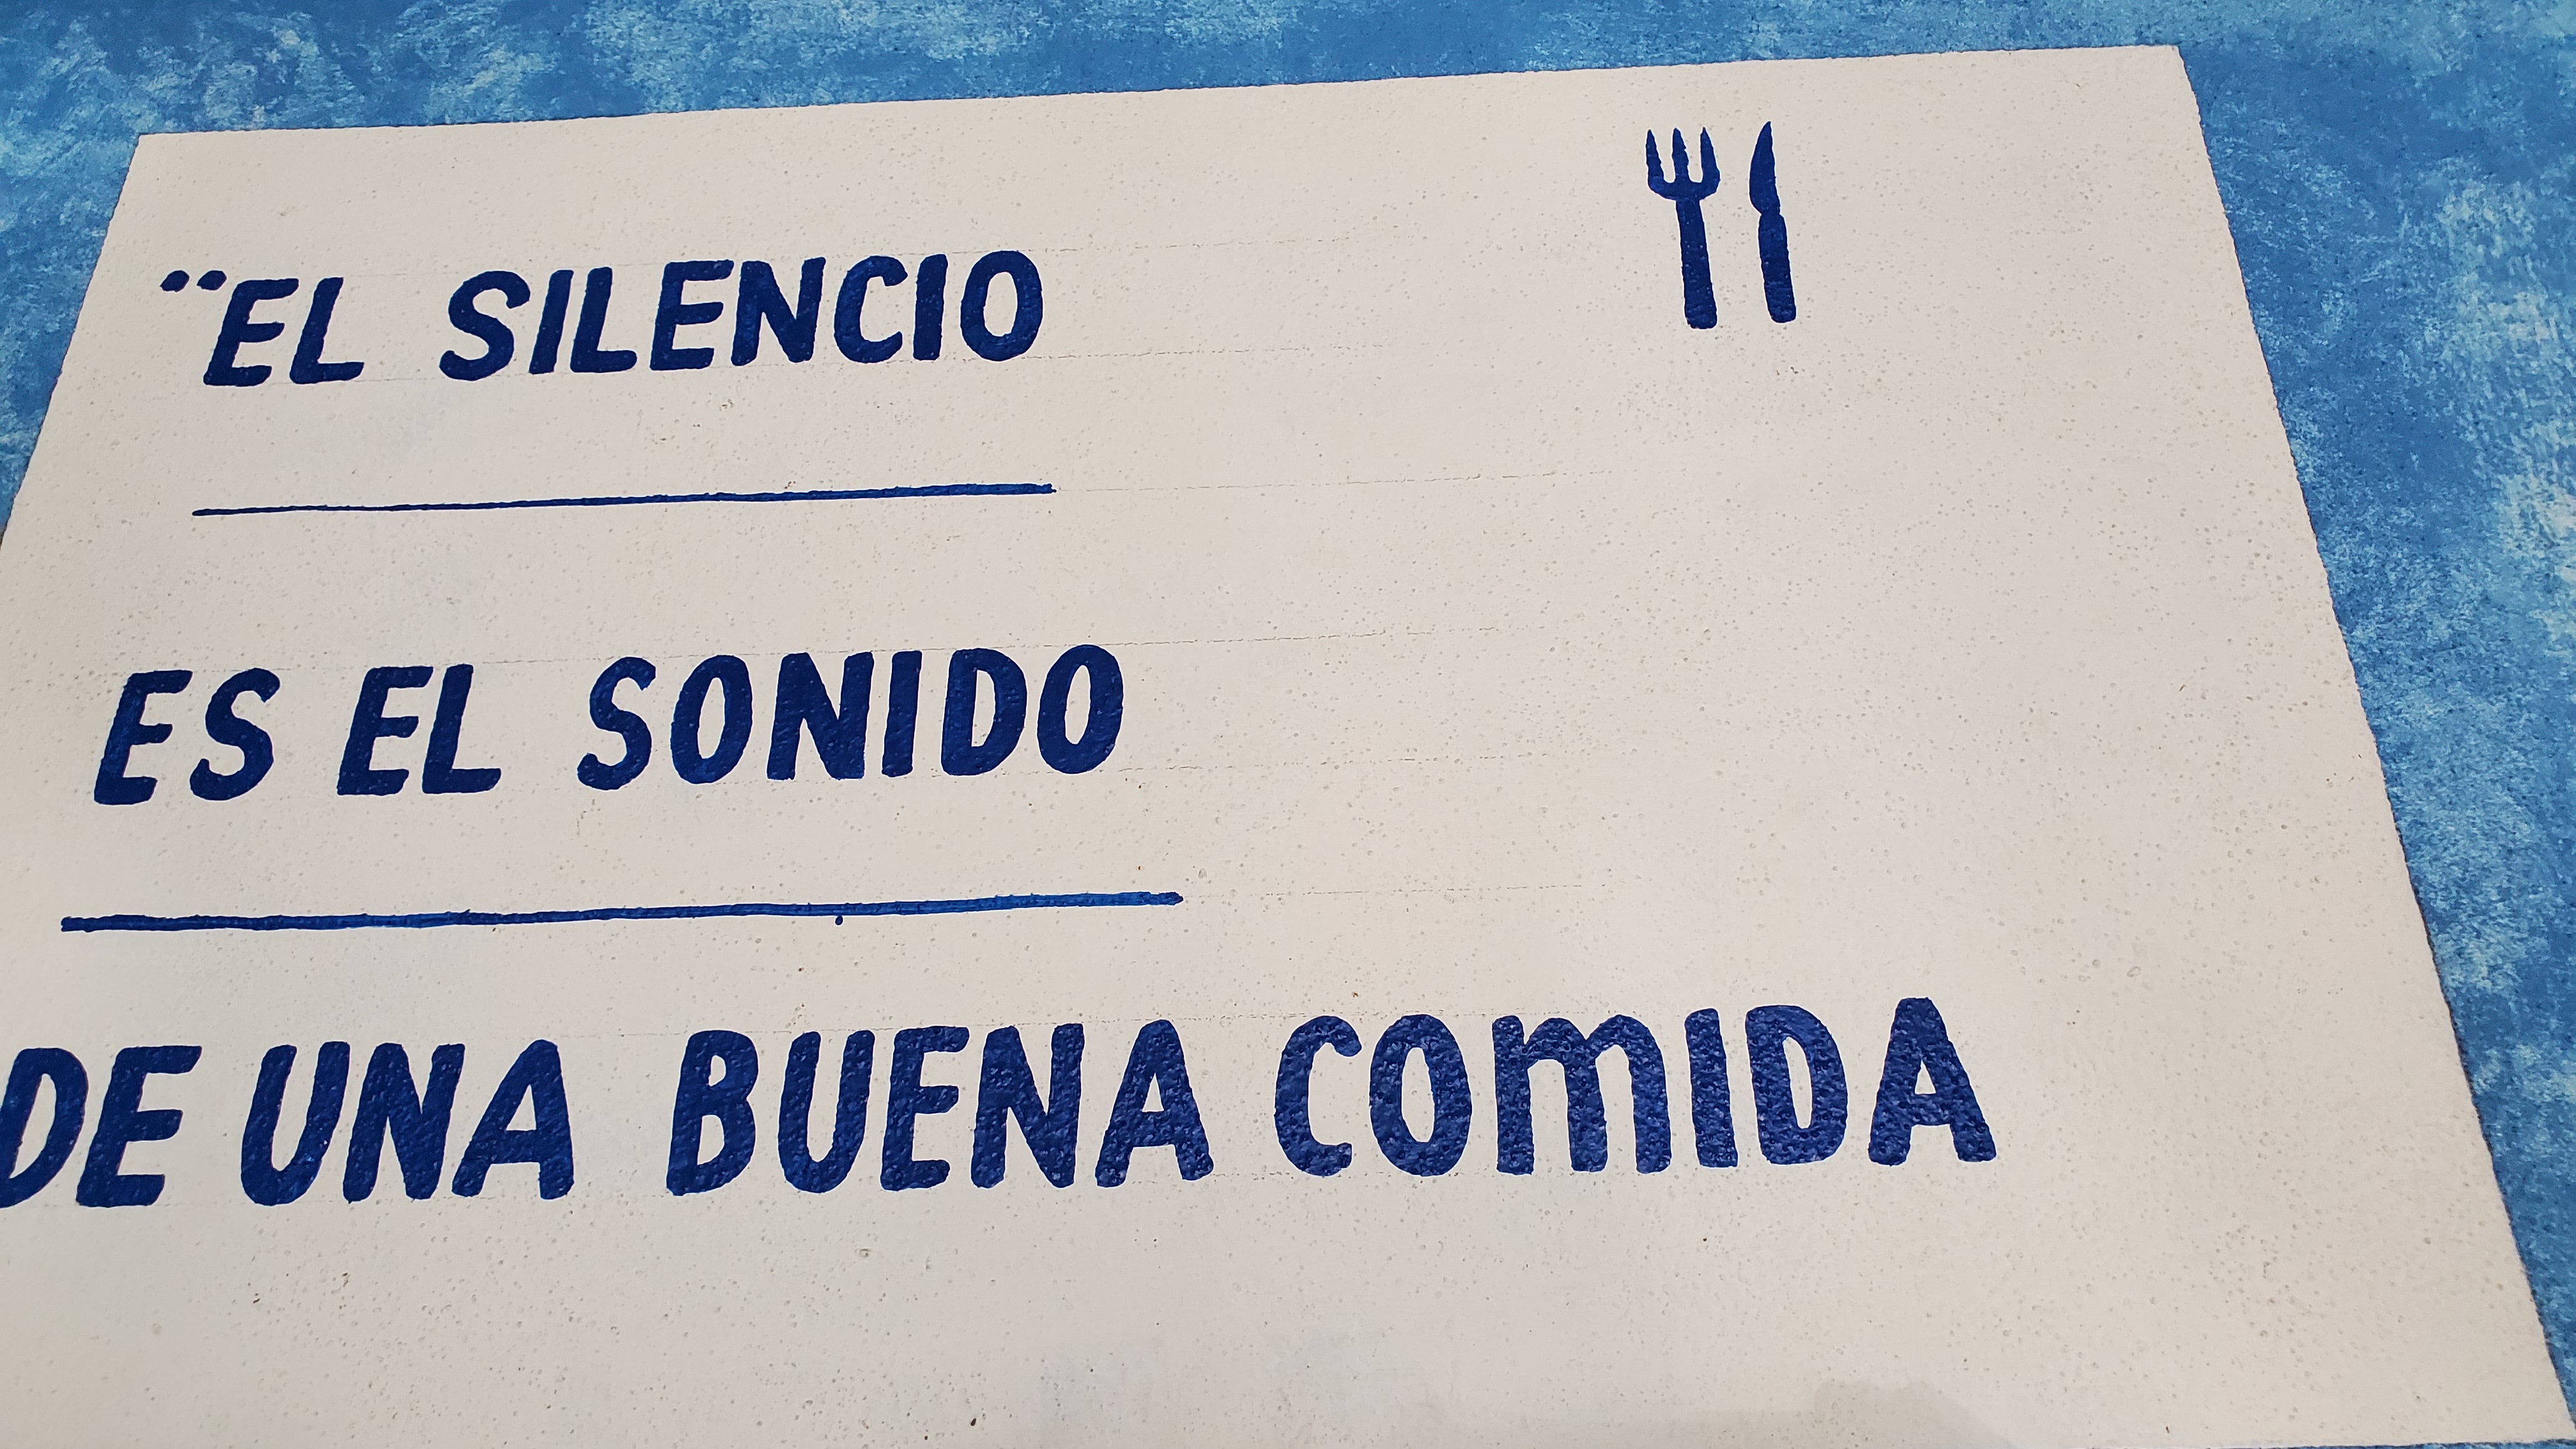 ¨EL SILENCIO
ES EL SONIDO
DE UNA BUENA COMIDA